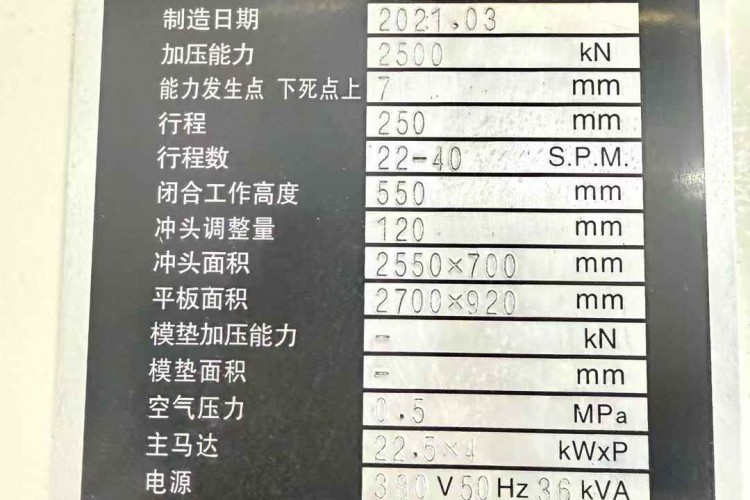 制造日期 2021.03
加压能力 2500 kN
能力发生点 下死点上 7 mm
行程 250 mm
行程数 22-40 S.P.M.
闭合工作高度 550 mm
冲头调整量 120 mm
冲头面积 2550×700 mm
平板面积 2700×920 mm
模垫加压能力 - kN
模垫面积 - mm
空气压力 0.5 MPa
主马达 22.5×4 kWxP
电源 380 V 50 Hz 36 kVA